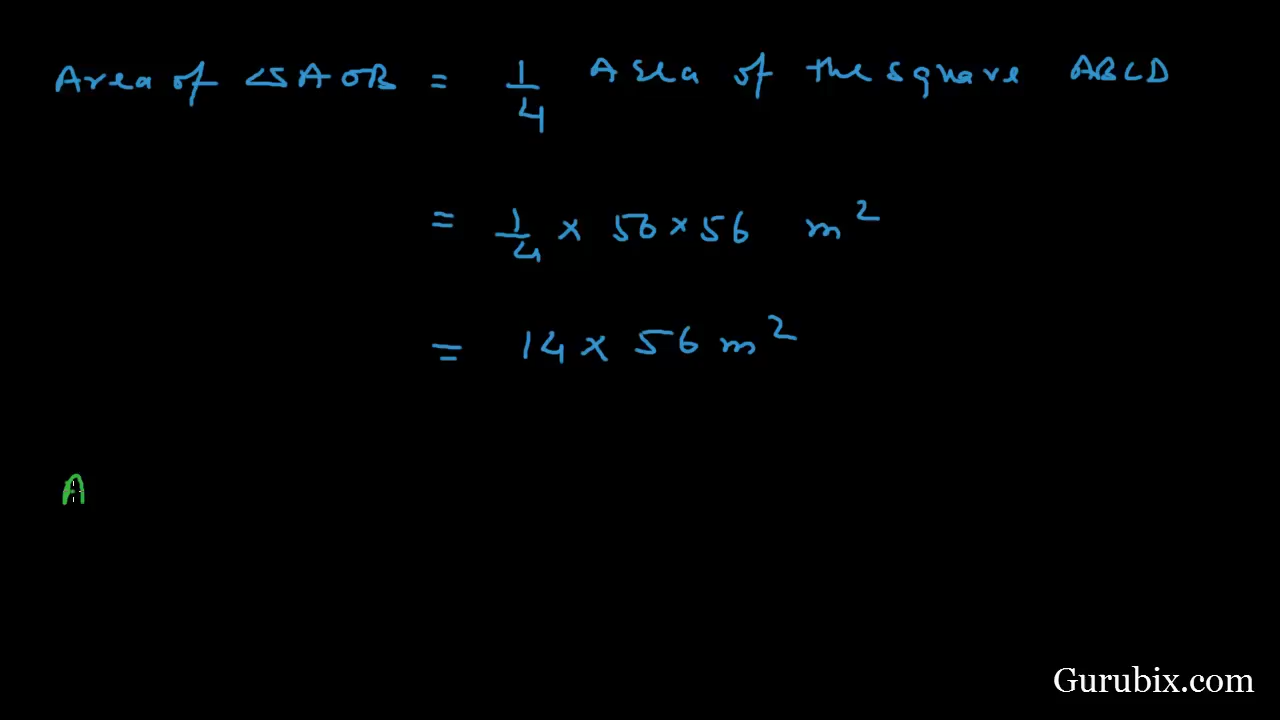 Area of △AOB = 1/4 Area of the square ABCD
= 1/4 × 56 × 56 m²
= 14 × 56 m²
A
Gurubix.com